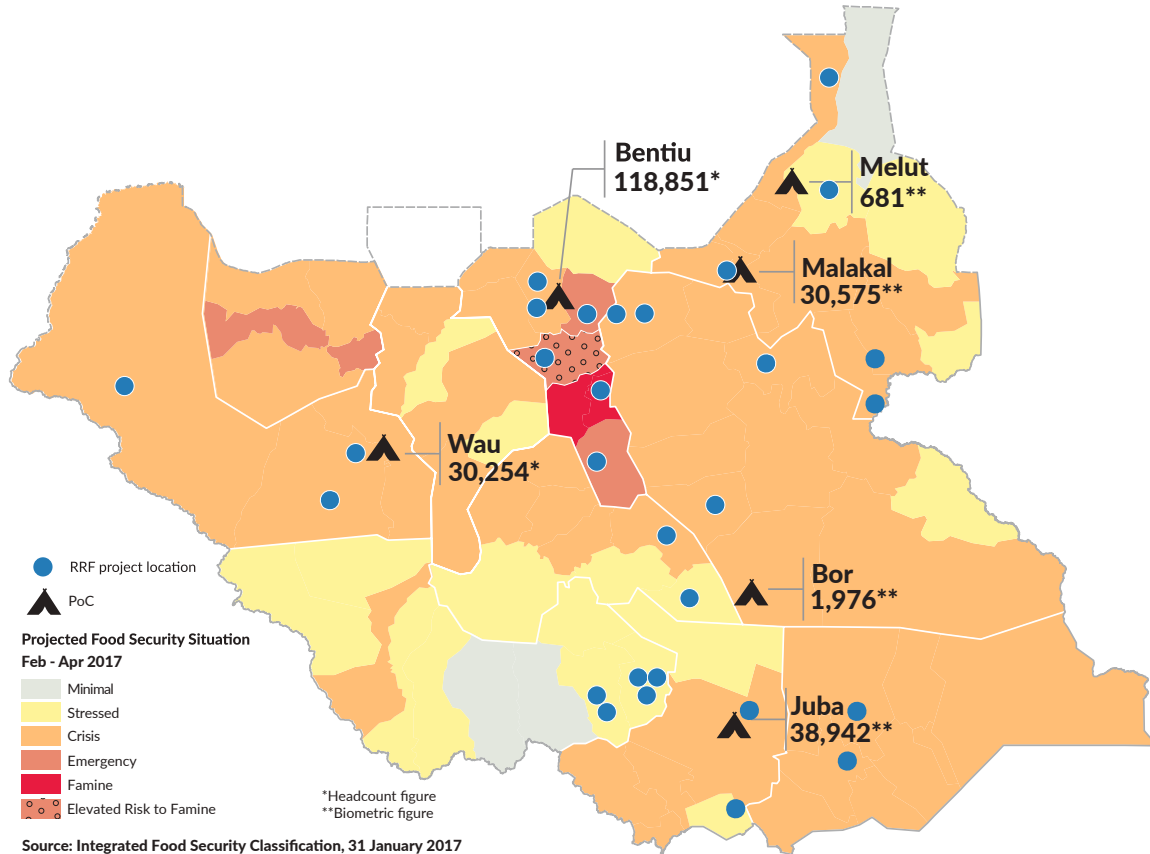 Bentiu
118,851*
Melut
681**
Malakal
30,575**
Wau
30,254*
Bor
1,976**
Juba
38,942**
RRF project location
PoC
Projected Food Security Situation
Feb - Apr 2017
Minimal
Stressed
Crisis
Emergency
Famine
Elevated Risk to Famine
*Headcount figure
**Biometric figure
Source: Integrated Food Security Classification, 31 January 2017